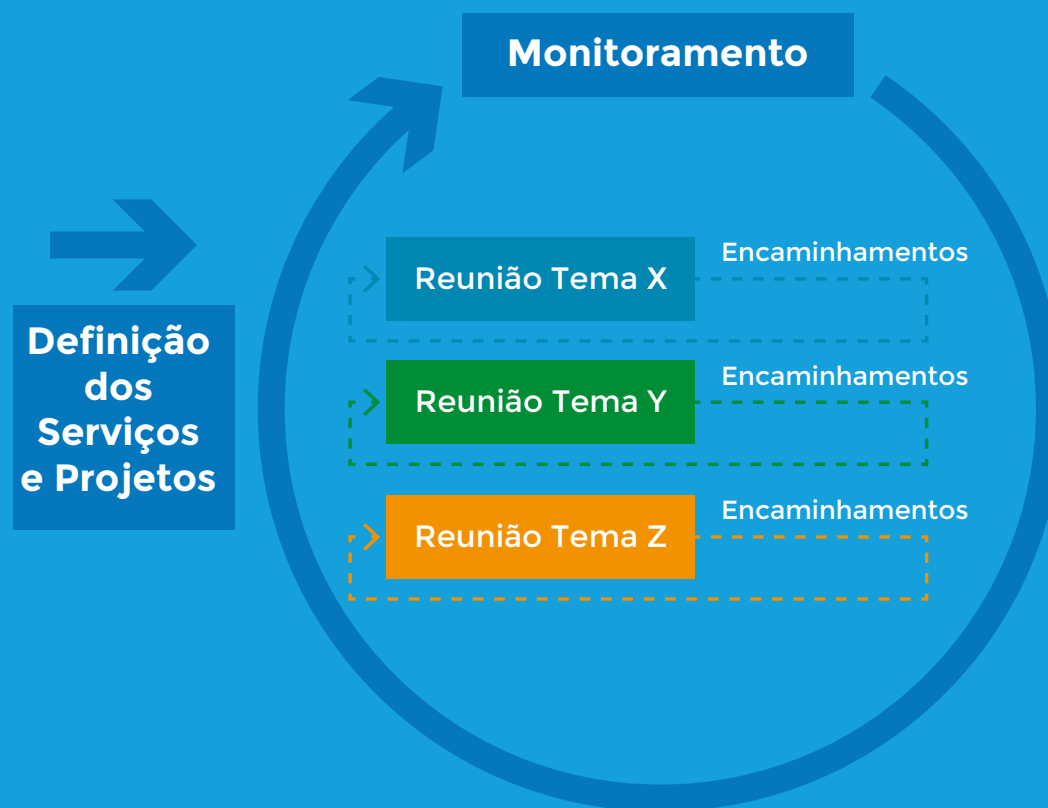 Monitoramento
Definição
dos
Serviços
e Projetos
Reunião Tema X
Encaminhamentos
Reunião Tema Y
Encaminhamentos
Reunião Tema Z
Encaminhamentos